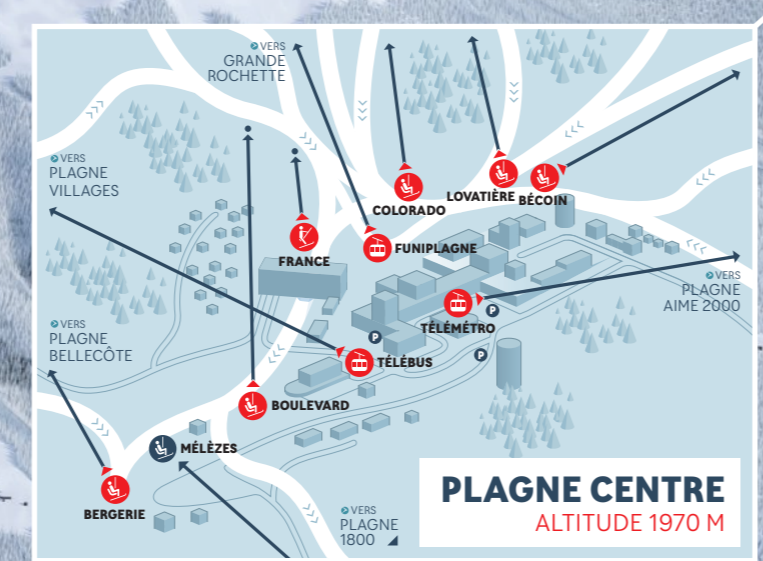 VERS
GRANDE
ROCHETTE
VERS
PLAGNE
VILLAGES
COLORADO
LOVATIÈRE
BÉCOIN
FRANCE
FUNIPLAGNE
VERS
PLAGNE
AIME 2000
P
TÉLÉMÉTRO
VERS
PLAGNE
BELLECÔTE
P
P
TÉLÉBUS
BOULEVARD
MÉLÈZES
BERGERIE
VERS
PLAGNE
1800
PLAGNE CENTRE
ALTITUDE 1970 M